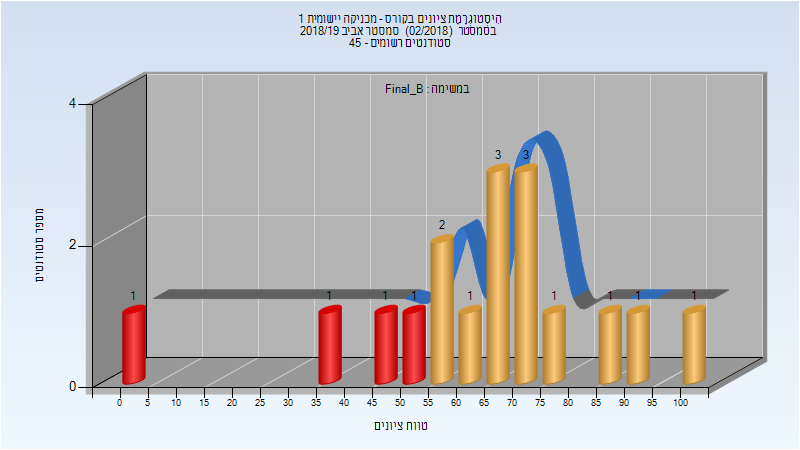 היסטוגרמת ציונים בקורס - מכניקה יישומית 1
בסמסטר (02/2018) סמסטר אביב 2018/19
סטודנטים רשומים - 45
במשימה : Final_B
מספר סטודנטים
4
2
0
1
1
1
1
2
1
3
3
1
1
1
1
0 5 10 15 20 25 30 35 40 45 50 55 60 65 70 75 80 85 90 95 100
טווח ציונים